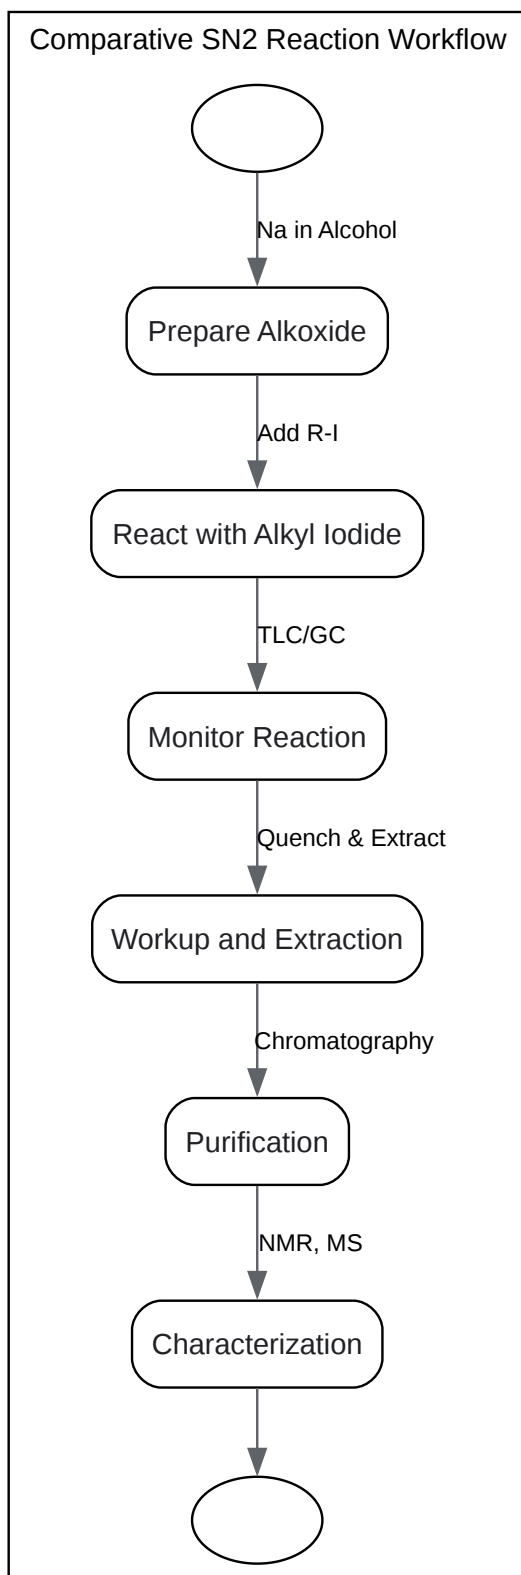 Comparative SN2 Reaction Workflow
Na in Alcohol
Prepare Alkoxide
Add R-I
React with Alkyl Iodide
TLC/GC
Monitor Reaction
Quench & Extract
Workup and Extraction
Chromatography
Purification
NMR, MS
Characterization